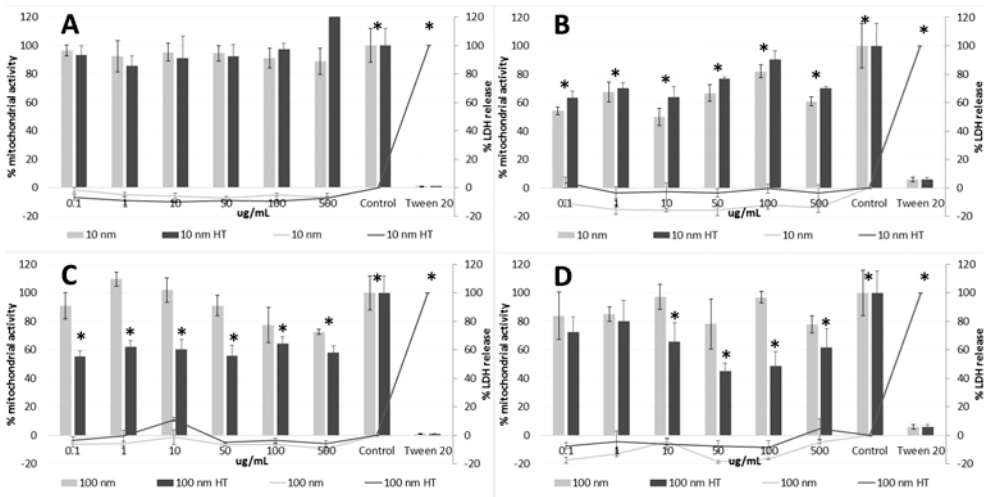 A
120
100
80
60
40
20
0
-20
% mitochondrial activity
0.1 1 10 50 100 500 Control Tween 20
ug/mL
120
100
80
60
40
20
0
-20
% LDH release
* *
10 nm 10 nm HT 10 nm 10 nm HT
B
120
100
80
60
40
20
0
-20
% mitochondrial activity
0.1 1 10 50 100 500 Control Tween 20
ug/mL
120
100
80
60
40
20
0
-20
% LDH release
* * * * * * * *
10 nm 10 nm HT 10 nm 10 nm HT
C
120
100
80
60
40
20
0
-20
% mitochondrial activity
0.1 1 10 50 100 500 Control Tween 20
ug/mL
120
100
80
60
40
20
0
-20
% LDH release
* * * * * * * *
100 nm 100 nm HT 100 nm 100 nm HT
D
120
100
80
60
40
20
0
-20
% mitochondrial activity
0.1 1 10 50 100 500 Control Tween 20
ug/mL
120
100
80
60
40
20
0
-20
% LDH release
* * * * * *
100 nm 100 nm HT 100 nm 100 nm HT